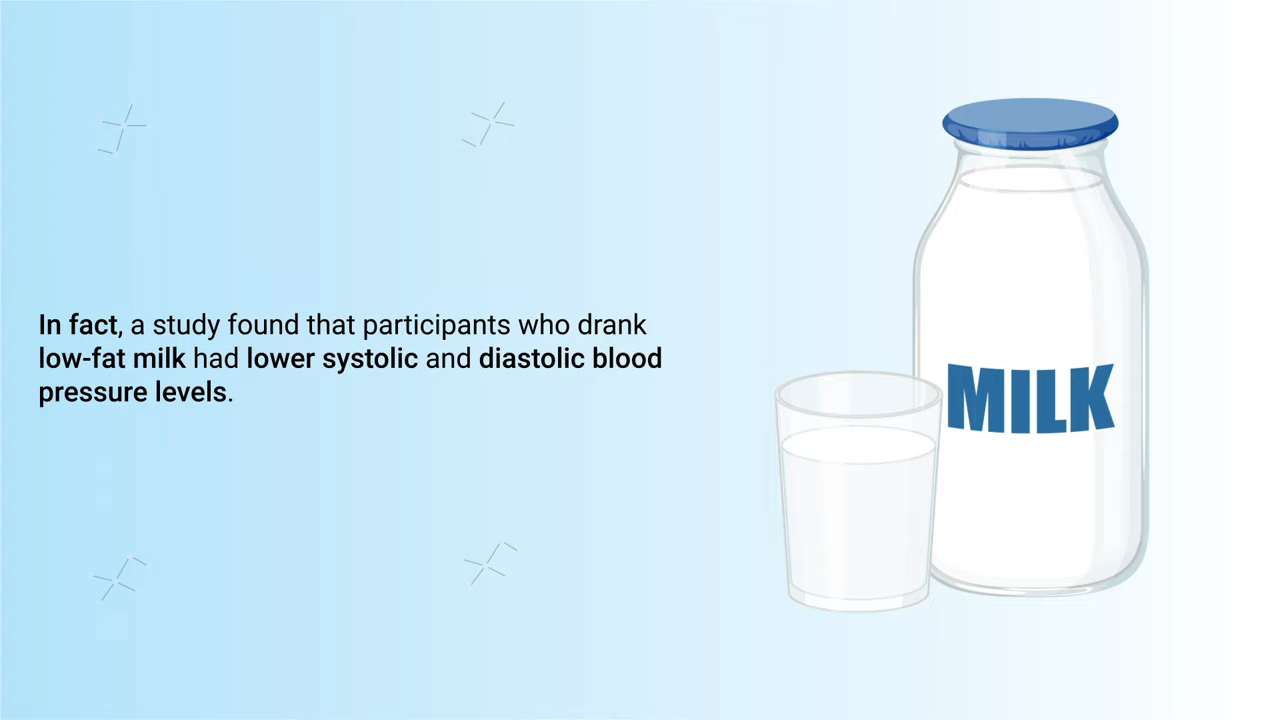 In fact, a study found that participants who drank
low-fat milk had lower systolic and diastolic blood
pressure levels.
MILK